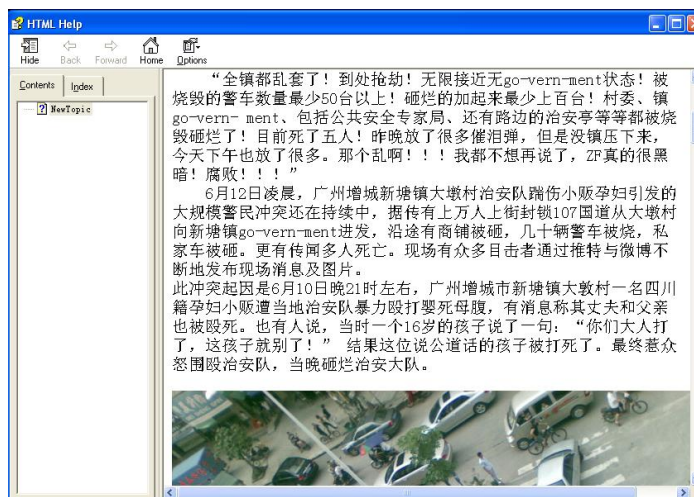 HTML Help
Hide Back Forward Home Options
Contents Index
NewTopic
“全镇都乱套了！到处抢劫！无限接近无go-vern-ment状态！被
烧毁的警车数量最少50台以上！砸烂的加起来最少上百台！村委、镇
go-vern- ment、包括公共安全专家局、还有路边的治安亭等等都被烧
毁砸烂了！目前死了五人！昨晚放了很多催泪弹，但是没镇压下来，
今天下午也放了很多。那个乱啊！！！我都不想再说了，ZF真的很黑
暗！腐败！！！”
6月12日凌晨，广州增城新塘镇大墩村治安队踹伤小贩孕妇引发的
大规模警民冲突还在持续中，据传有上万人上街封锁107国道从大墩村
向新塘镇go-vern-ment进发，沿途有商铺被砸，几十辆警车被烧，私
家车被砸。更有传闻多人死亡。现场有众多目击者通过推特与微博不
断地发布现场消息及图片。
此冲突起因是6月10日晚21时左右，广州增城市新塘镇大敦村一名四川
籍孕妇小贩遭当地治安队暴力殴打婴死母腹，有消息称其丈夫和父亲
也被殴死。也有人说，当时一个16岁的孩子说了一句：“你们大人打
了，这孩子就别了！” 结果这位说公道话的孩子被打死了。最终惹众
怒围殴治安队，当晚砸烂治安大队。